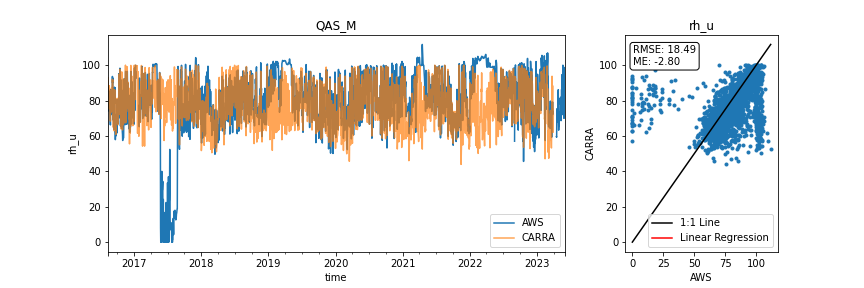 QAS_M
rh_u
100
80
60
40
20
0
rh_u
2017
2018
2019
2020
2021
2022
2023
time
AWS
CARRA
rh_u
RMSE: 18.49
ME: -2.80
100
80
60
40
20
0
CARRA
0
25
50
75
100
AWS
1:1 Line
Linear Regression